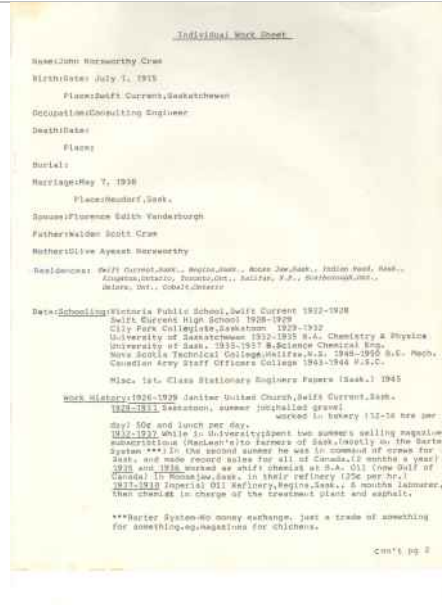 Individual Work Sheet
Name:John Norsworthy Cram
Birth:Date: July 1, 1915
Place:Swift Current,Saskatchewan
Occupation:Consulting Engineer
Death:Date:
Place:
Burial:
Marriage:May 7, 1938
Place:Neudorf,Sask.
Spouse:Florence Edith Vanderburgh
Father:Walden Scott Cram
Mother:Olive Norsworthy
Residences: Swift Current,Sask., Regina,Sask., Moose Jaw,Sask., Indian Head, Sask.,
Kingston,Ontario, Toronto,Ont., Halifax, N.S., Scarborough,Ont.,
Ont., Cobalt,Ontario
Date:Schooling:Victoria Public School,Swift Current 1922-1928
Swift Current High School 1928-1929
City Park Collegiate,Saskatoon 1929-1932
University of Saskatchewan 1932-1935 B.A. Chemistry & Physics
University of Sask. 1935-1937 B.Science Chemical Eng.
Nova Scotia Technical College,Halifax,N.S. 1948-1950 B.E. Mech.
Canadian Army Staff Officers College 1943-1944 P.S.C.
Misc. 1st. Class Stationary Engineers Papers (Sask.) 1945
Work History:1926-1929 Janitor United Church,Swift Current,Sask.
1929-1931 Saskatoon, summer job:hailed gravel
worked in bakery (12-16 hrs per
day) 50¢ and lunch per day.
1932-1937 While in University:Spent two summers selling magazine
subscriptions (MacLean's)to farmers of Sask.(mostly on the Barter
System ***)In the second summer he was in command of crews for
Sask. and made record sales for all of Canada.(2 months a year)
1935 and 1936 Worked as shift chemist at B.A. Oil (now Gulf of
Canada) in Moosejaw,Sask. in their refinery (25¢ per hr.)
1937-1938 Imperial Oil Refinery,Regina,Sask., 6 months labourer,
then chemist in charge of the treatment plant and asphalt.
***Barter System-No money exchange, just a trade of something
for something.eg.magazines for chickens.
con't pg 2